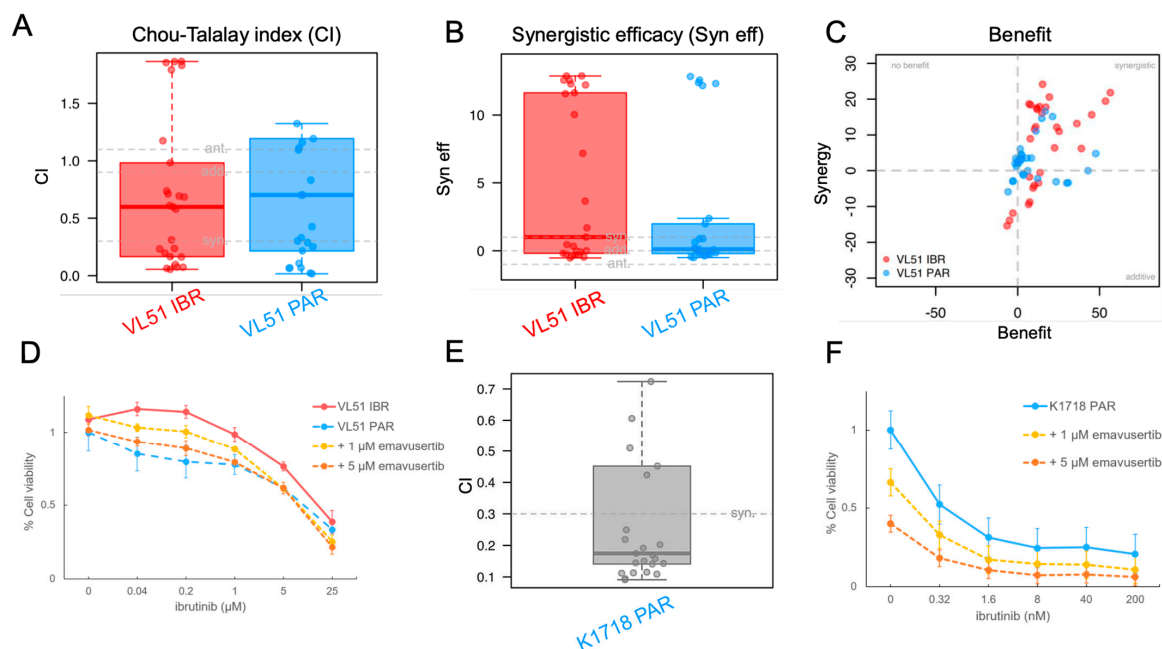 A
Chou-Talalay index (CI)
CI
1.5
1.0
0.5
0.0
ant.
add.
syn.
VL51 IBR
VL51 PAR
B
Synergistic efficacy (Syn eff)
Syn eff
10
5
0
syn.
add.
ant.
VL51 IBR
VL51 PAR
C
Benefit
Synergy
30
20
10
0
-10
-20
-30
no benefit
synergistic
additive
VL51 IBR
VL51 PAR
-50
0
50
Benefit
D
% Cell viability
1
0.5
0
VL51 IBR
VL51 PAR
+ 1 µM emavusertib
+ 5 µM emavusertib
0
0.04
0.2
1
5
25
ibrutinib (µM)
E
CI
0.7
0.6
0.5
0.4
0.3
0.2
0.1
syn.
K1718 PAR
F
% Cell viability
1
0.5
0
K1718 PAR
+ 1 µM emavusertib
+ 5 µM emavusertib
0
0.32
1.6
8
40
200
ibrutinib (nM)